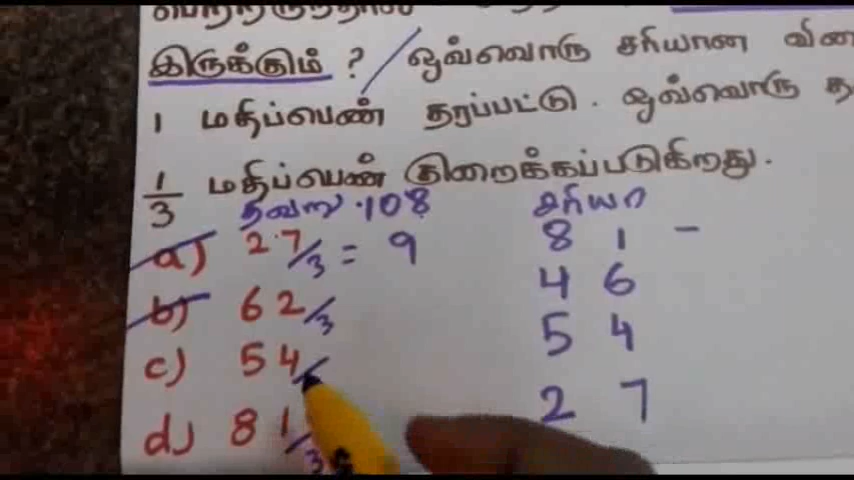 இருக்கும் ? / ஒவ்வொரு சரியான
1 மதிப்பெண் தரப்பட்டு . ஒவ்வொரு
1/3 மதிப்பெண் குறைக்கப்படுகிறது.
தவறு .108 சரியா
a) 27/3 = 9 8 1 -
b) 62/3 4 6
c) 54/ 5 4
d) 81/3 2 7